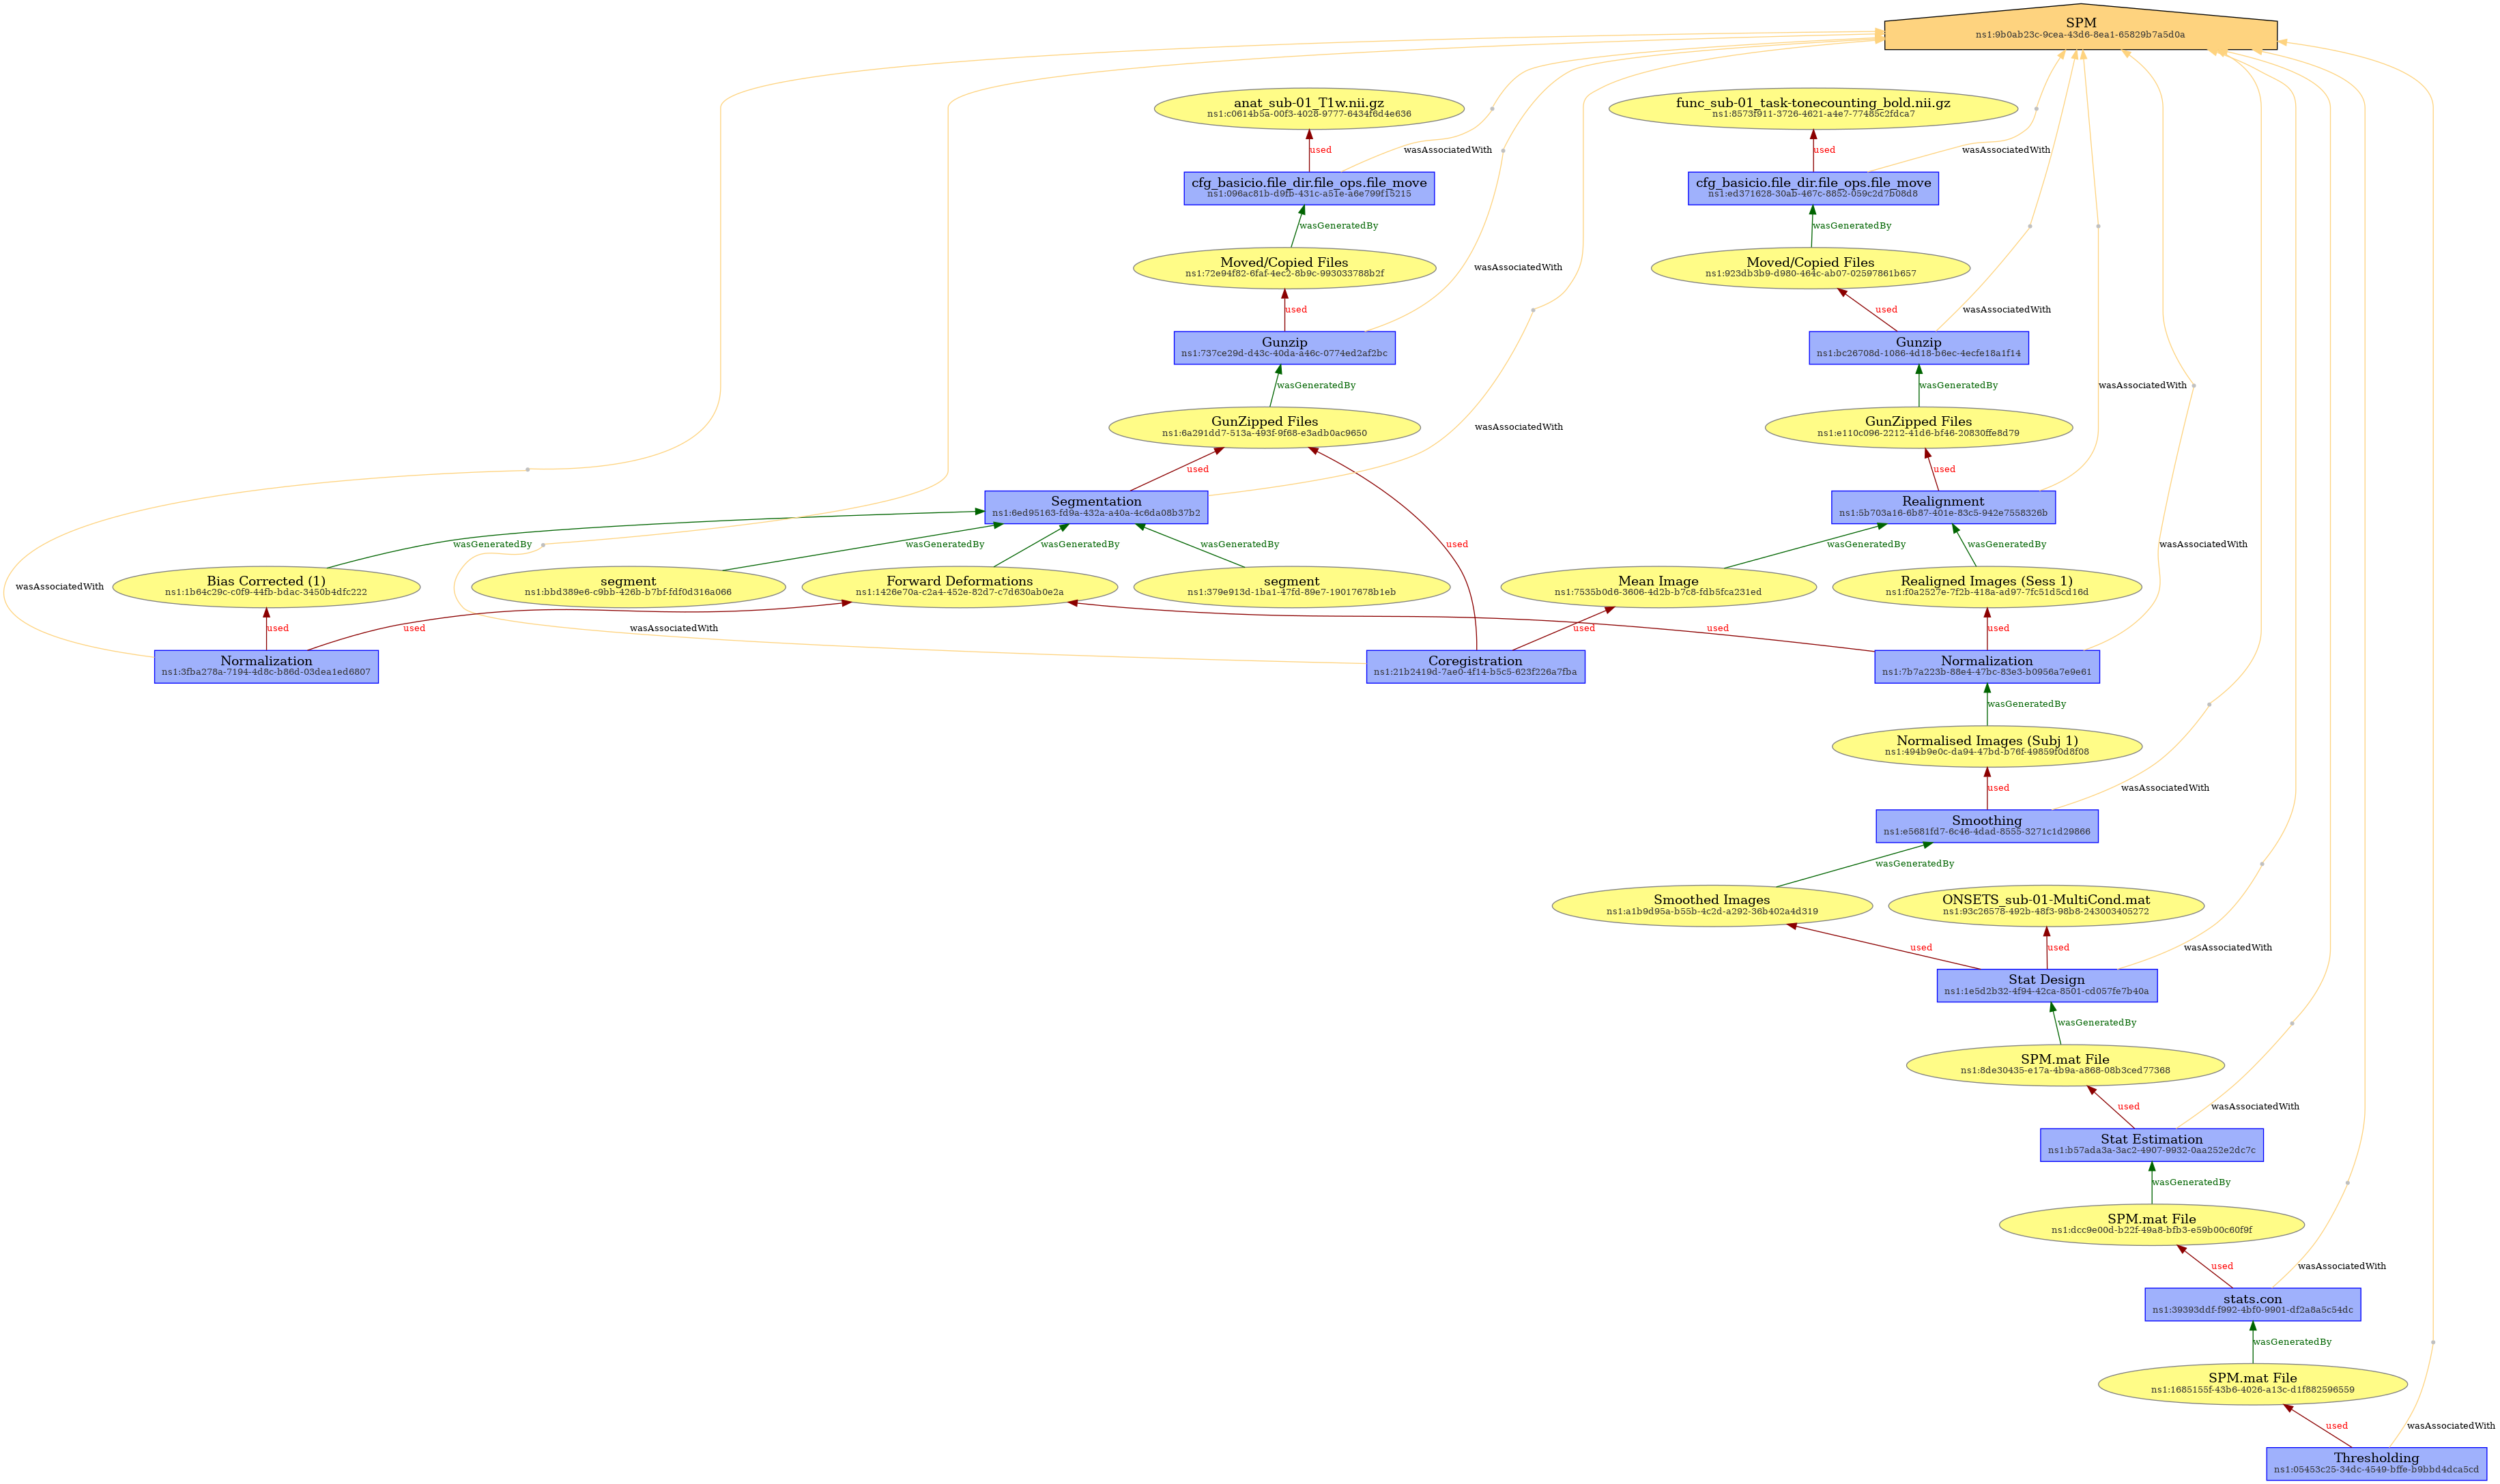 SPM
ns1:9b0ab23c-9cea-43d6-8ea1-65829b7a5d0a
anat_sub-01_T1w.nii.gz
ns1:c0614b5a-00f3-4028-9777-6434f6d4e636
func_sub-01_task-tonecounting_bold.nii.gz
ns1:8573f911-3726-4621-a4e7-77485c2fdca7
used
wasAssociatedWith
used
wasAssociatedWith
cfg_basicio.file_dir.file_ops.file_move
ns1:096ac81b-d9fb-431c-a51e-a6e799f15215
cfg_basicio.file_dir.file_ops.file_move
ns1:ed371628-30ab-467c-8852-059c2d7b08d8
wasGeneratedBy
wasGeneratedBy
Moved/Copied Files
ns1:72e94f82-6faf-4ec2-8b9c-993033788b2f
wasAssociatedWith
Moved/Copied Files
ns1:923db3b9-d980-464c-ab07-02597861b657
used
used
wasAssociatedWith
Gunzip
ns1:737ce29d-d43c-40da-a46c-0774ed2af2bc
Gunzip
ns1:bc26708d-1086-4d18-b6ec-4ecfe18a1f14
wasGeneratedBy
wasGeneratedBy
wasAssociatedWith
GunZipped Files
ns1:6a291dd7-513a-493f-9f68-e3adb0ac9650
wasAssociatedWith
GunZipped Files
ns1:e110c096-2212-41d6-bf46-20830ffe8d79
used
used
Segmentation
ns1:6ed95163-fd9a-432a-a40a-4c6da08b37b2
Realignment
ns1:5b703a16-6b87-401e-83c5-942e7558326b
wasGeneratedBy
wasGeneratedBy
wasGeneratedBy
wasGeneratedBy
used
wasGeneratedBy
wasGeneratedBy
wasAssociatedWith
wasAssociatedWith
Bias Corrected (1)
ns1:1b64c29c-c0f9-44fb-bdac-3450b4dfc222
segment
ns1:bbd389e6-c9bb-426b-b7bf-fdf0d316a066
Forward Deformations
ns1:1426e70a-c2a4-452e-82d7-c7d630ab0e2a
segment
ns1:379e913d-1ba1-47fd-89e7-19017678b1eb
Mean Image
ns1:7535b0d6-3606-4d2b-b7c8-fdb5fca231ed
Realigned Images (Sess 1)
ns1:f0a2527e-7f2b-418a-ad97-7fc51d5cd16d
used
used
wasAssociatedWith
used
used
used
Normalization
ns1:3fba278a-7194-4d8c-b86d-03dea1ed6807
Coregistration
ns1:21b2419d-7ae0-4f14-b5c5-623f226a7fba
Normalization
ns1:7b7a223b-88e4-47bc-83e3-b0956a7e9e61
wasGeneratedBy
Normalised Images (Subj 1)
ns1:494b9e0c-da94-47bd-b76f-49859f0d8f08
used
wasAssociatedWith
Smoothing
ns1:e5681fd7-6c46-4dad-8555-3271c1d29866
wasGeneratedBy
Smoothed Images
ns1:a1b9d95a-b55b-4c2d-a292-36b402a4d319
ONSETS_sub-01-MultiCond.mat
ns1:93c26578-492b-48f3-98b8-243003405272
used
used
wasAssociatedWith
Stat Design
ns1:1e5d2b32-4f94-42ca-8501-cd057fe7b40a
wasGeneratedBy
SPM.mat File
ns1:8de30435-e17a-4b9a-a868-08b3ced77368
used
wasAssociatedWith
Stat Estimation
ns1:b57ada3a-3ac2-4907-9932-0aa252e2dc7c
wasGeneratedBy
SPM.mat File
ns1:dcc9e00d-b22f-49a8-bfb3-e59b00c60f9f
used
wasAssociatedWith
stats.con
ns1:39393ddf-f992-4bf0-9901-df2a8a5c54dc
wasGeneratedBy
SPM.mat File
ns1:1685155f-43b6-4026-a13c-d1f882596559
used
wasAssociatedWith
Thresholding
ns1:05453c25-34dc-4549-bffe-b9bbd4dca5cd